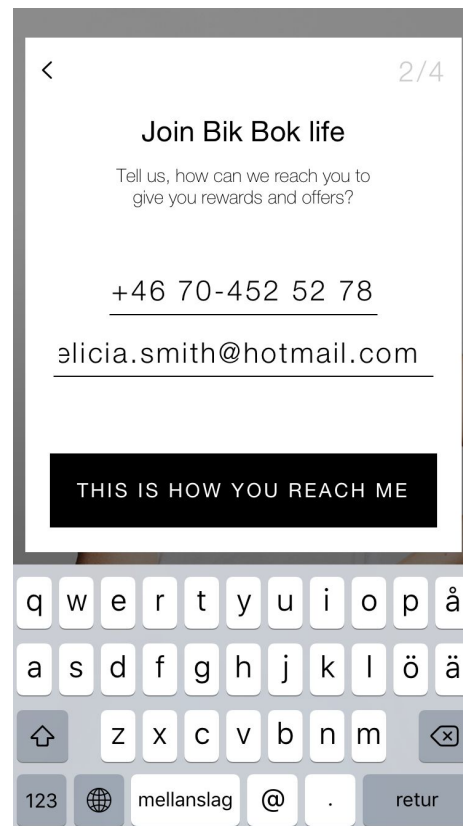 2/4
Join Bik Bok life
Tell us, how can we reach you to
give you rewards and offers?
+46 70-452 52 78
elicia.smith@hotmail.com
THIS IS HOW YOU REACH ME
q w e r t y u i o p å
a s d f g h j k l ö ä
z x c v b n m
123 mellanslag @ . retur